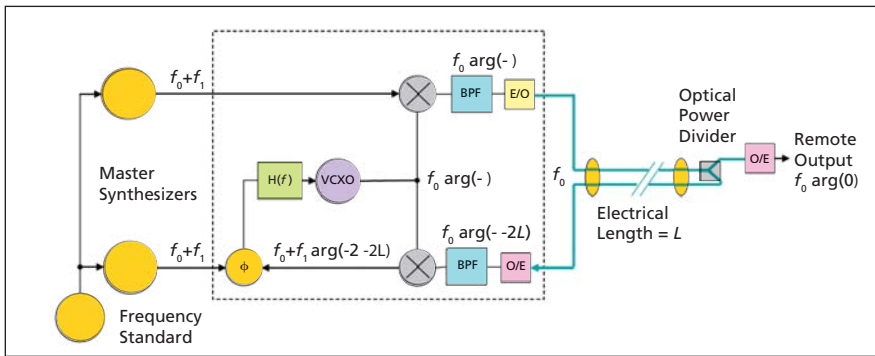 f0 arg(- )
f0+f1
BPF
E/O
Optical
Power
Divider
O/E
Remote
Output
f0 arg(0)
Master
Synthesizers
H(f)
VCXO
f0 arg(- )
f0
Electrical
Length = L
f0 arg(- -2L)
f0+f1
ϕ
f0+f1 arg(-2 -2L)
BPF
O/E
Frequency
Standard